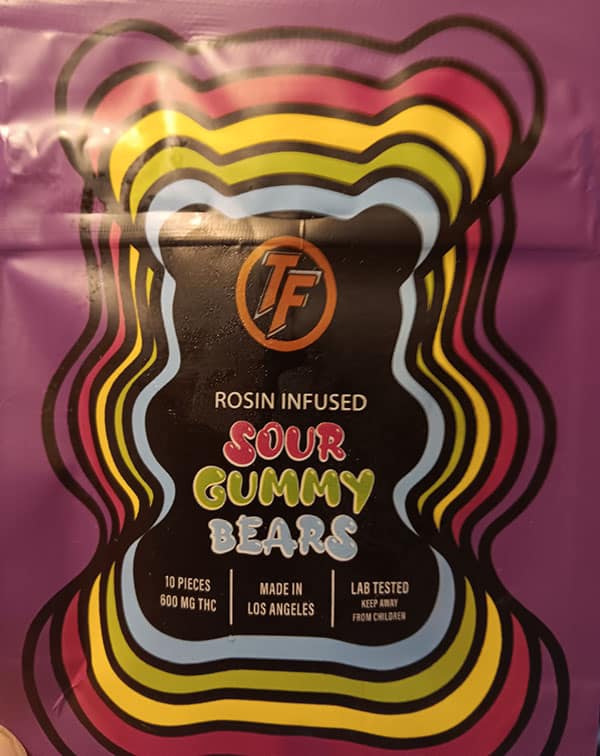 TF
ROSIN INFUSED
SOUR
GUMMY
BEARS
10 PIECES
600 MG THC
MADE IN
LOS ANGELES
LAB TESTED
KEEP AWAY
FROM CHILDREN